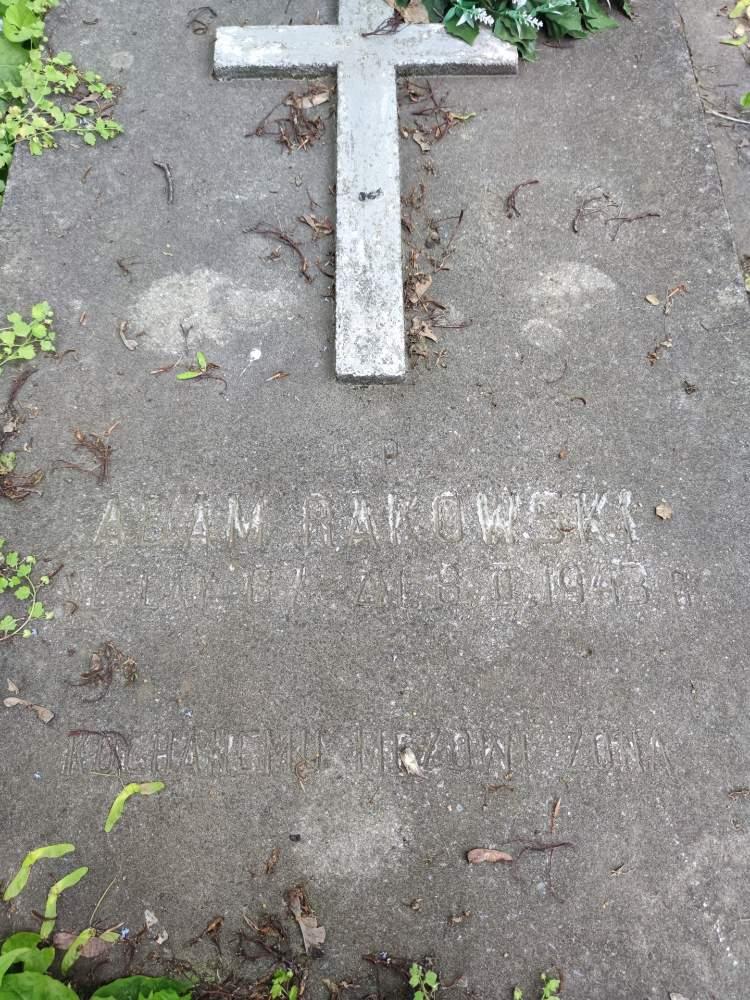 Ś P
ADAM RAKOWSKI
Ż. LAT 67 ZM. 8.II.1943 R
KOCHANEMU MĘŻOWI ŻONA